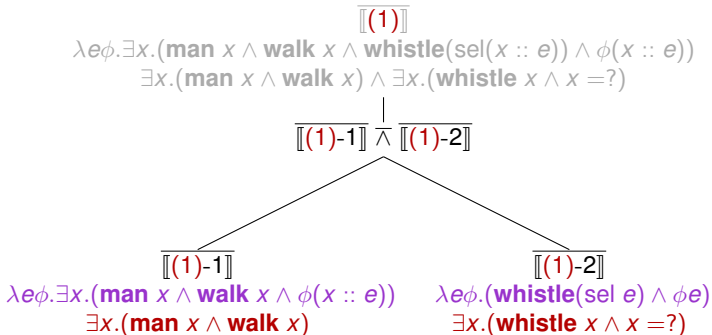 ⟦(1)⟧
λeϕ.∃x.(man x ∧ walk x ∧ whistle(sel(x :: e)) ∧ ϕ(x :: e))
∃x.(man x ∧ walk x) ∧ ∃x.(whistle x ∧ x =?)
⟦(1)-1⟧ ∧ ⟦(1)-2⟧
⟦(1)-1⟧ ⟦(1)-2⟧
λeϕ.∃x.(man x ∧ walk x ∧ ϕ(x :: e)) λeϕ.(whistle(sel e) ∧ ϕe)
∃x.(man x ∧ walk x) ∃x.(whistle x ∧ x =?)